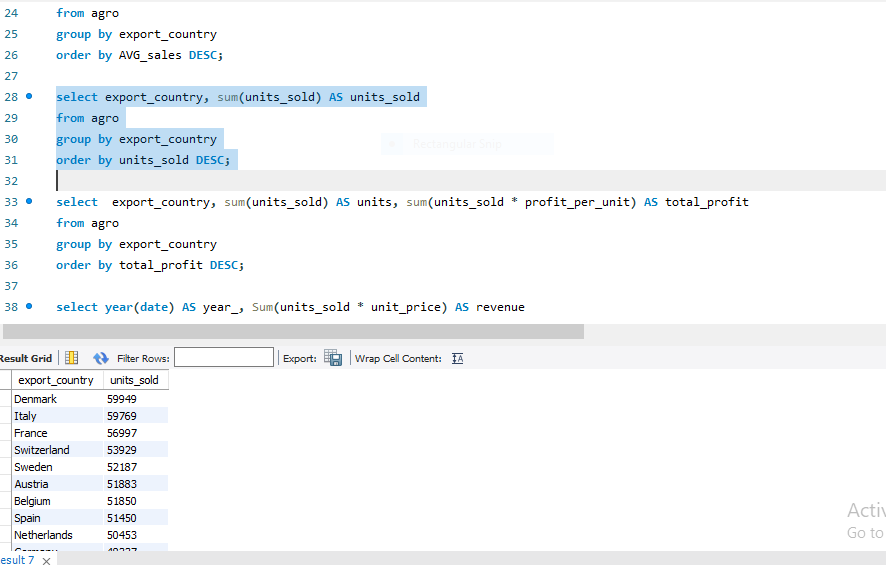 24 from agro
25 group by export_country
26 order by AVG_sales DESC;
27
28 select export_country, sum(units_sold) AS units_sold
29 from agro
30 group by export_country
31 order by units_sold DESC;
Rectangular Snip
32
33 select  export_country, sum(units_sold) AS units, sum(units_sold * profit_per_unit) AS total_profit
34 from agro
35 group by export_country
36 order by total_profit DESC;
37
38 select year(date) AS year_, Sum(units_sold * unit_price) AS revenue
Result Grid Filter Rows: Export: Wrap Cell Content: IA
export_country units_sold
Denmark 59949
Italy 59769
France 56997
Switzerland 53929
Sweden 52187
Austria 51883
Belgium 51850
Spain 51450
Netherlands 50453
Activ
Go to
esult 7